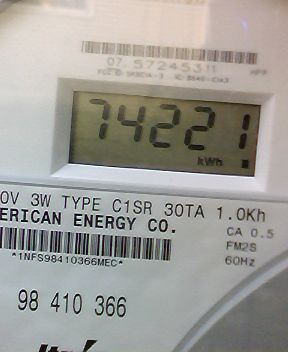 07 57245311
74221
kWh
0V 3W TYPE C1SR 30TA 1.0Kh
ERICAN ENERGY CO.
CA 0.5
FM2S
60Hz
*1NFS98410366MEC*
98 410 366